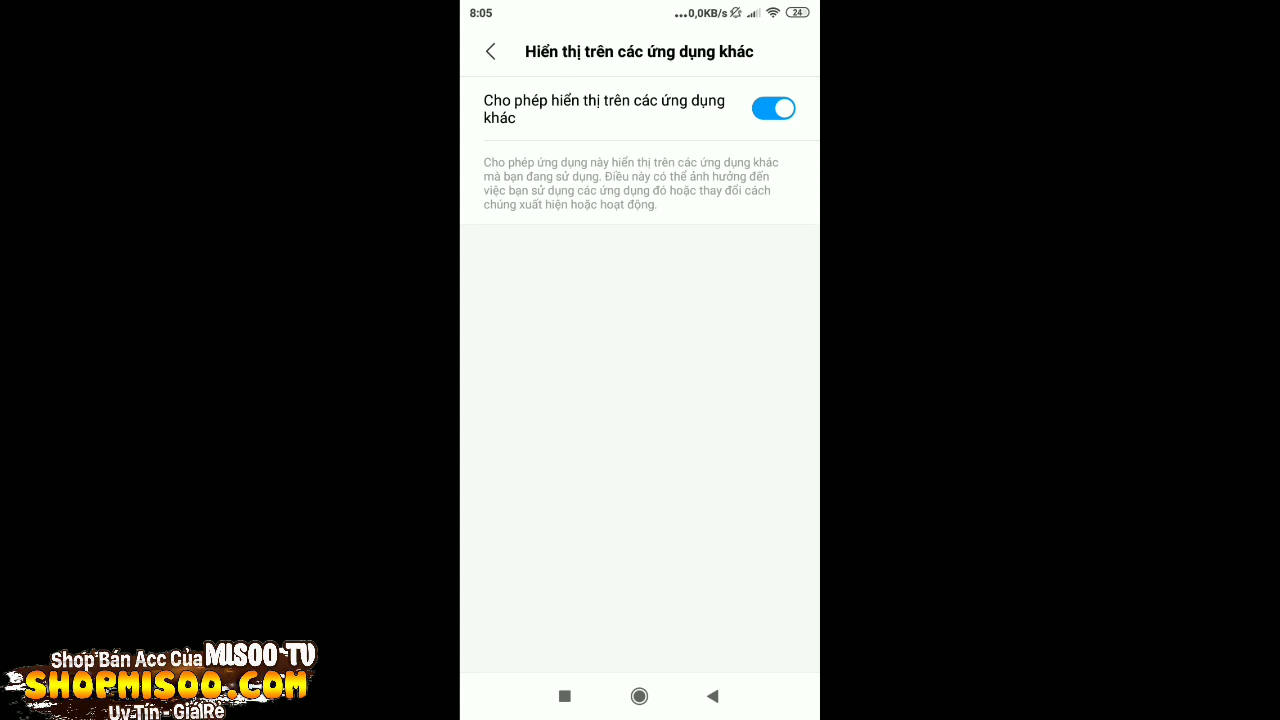 8:05
...0,0KB/s
24
Hiển thị trên các ứng dụng khác
Cho phép hiển thị trên các ứng dụng
khác
Cho phép ứng dụng này hiển thị trên các ứng dụng khác
mà bạn đang sử dụng. Điều này có thể ảnh hưởng đến
việc bạn sử dụng các ứng dụng đó hoặc thay đổi cách
chúng xuất hiện hoặc hoạt động.
Shop Bán Acc Của MISOO TV
SHOPMISOO.COM
Uy Tín - Giá Rẻ